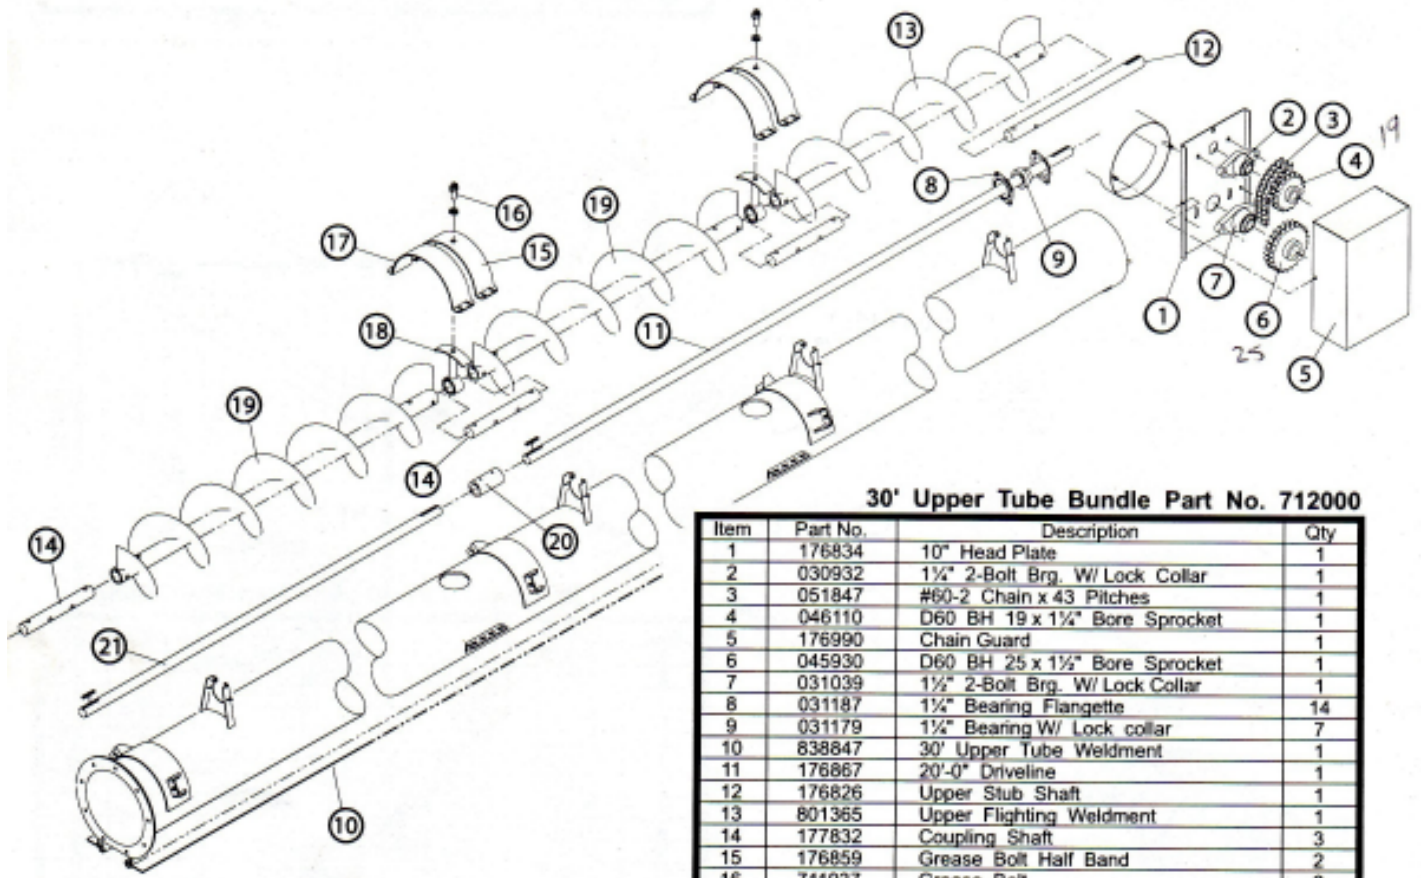 13
12
2
3
19
4
8
16
19
17
15
9
7
1
6
11
18
25
5
19
14
14
20
21
10
30' Upper Tube Bundle Part No. 712000
Item Part No. Description Qty
1 176834 10" Head Plate 1
2 030932 1¼" 2-Bolt Brg. W/ Lock Collar 1
3 051847 #60-2 Chain x 43 Pitches 1
4 046110 D60 BH 19 x 1¼" Bore Sprocket 1
5 176990 Chain Guard 1
6 045930 D60 BH 25 x 1½" Bore Sprocket 1
7 031039 1½" 2-Bolt Brg. W/ Lock Collar 1
8 031187 1¼" Bearing Flangette 14
9 031179 1¼" Bearing W/ Lock collar 7
10 838847 30' Upper Tube Weldment 1
11 176867 20'-0" Driveline 1
12 176826 Upper Stub Shaft 1
13 801365 Upper Flighting Weldment 1
14 177832 Coupling Shaft 3
15 176859 Grease Bolt Half Band 2
16 Grease Bolt